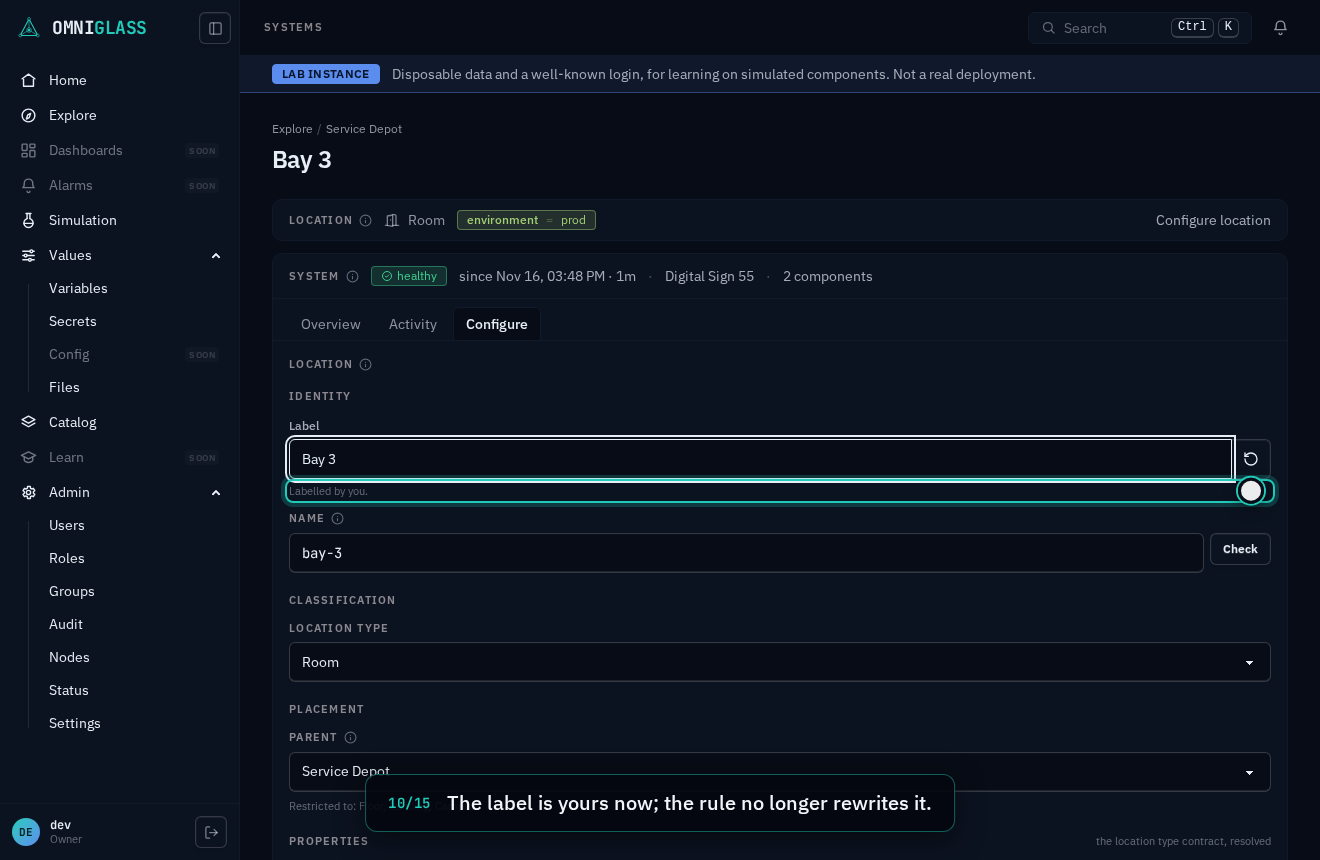 OMNIGLASS
SYSTEMS
Search
Ctrl
K
LAB INSTANCE
Disposable data and a well-known login, for learning on simulated components. Not a real deployment.
Home
Explore
Dashboards
SOON
Alarms
SOON
Simulation
Values
Variables
Secrets
Config
SOON
Files
Catalog
Learn
SOON
Admin
Users
Roles
Groups
Audit
Nodes
Status
Settings
DE
dev
Owner
Explore / Service Depot
Bay 3
LOCATION
Room
environment = prod
Configure location
SYSTEM
healthy
since Nov 16, 03:48 PM · 1m · Digital Sign 55 · 2 components
Overview
Activity
Configure
LOCATION
IDENTITY
Label
Bay 3
Labelled by you.
NAME
bay-3
Check
CLASSIFICATION
LOCATION TYPE
Room
PLACEMENT
PARENT
Service Depot
Restricted to:
10/15
The label is yours now; the rule no longer rewrites it.
PROPERTIES
the location type contract, resolved